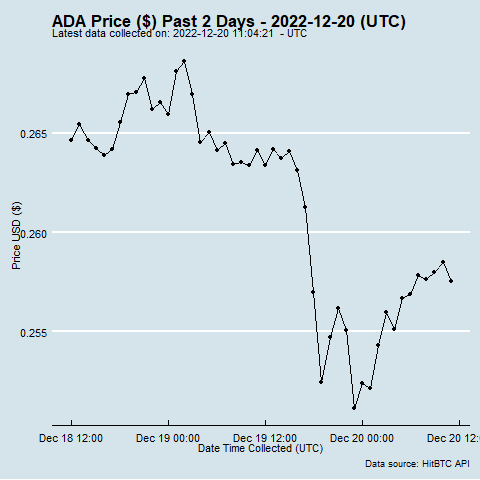 ADA Price ($) Past 2 Days - 2022-12-20 (UTC)
Latest data collected on: 2022-12-20 11:04:21  - UTC
0.265
0.260
0.255
Price USD ($)
Dec 18 12:00
Dec 19 00:00
Dec 19 12:00
Dec 20 00:00
Dec 20 12:
Date Time Collected (UTC)
Data source: HitBTC API